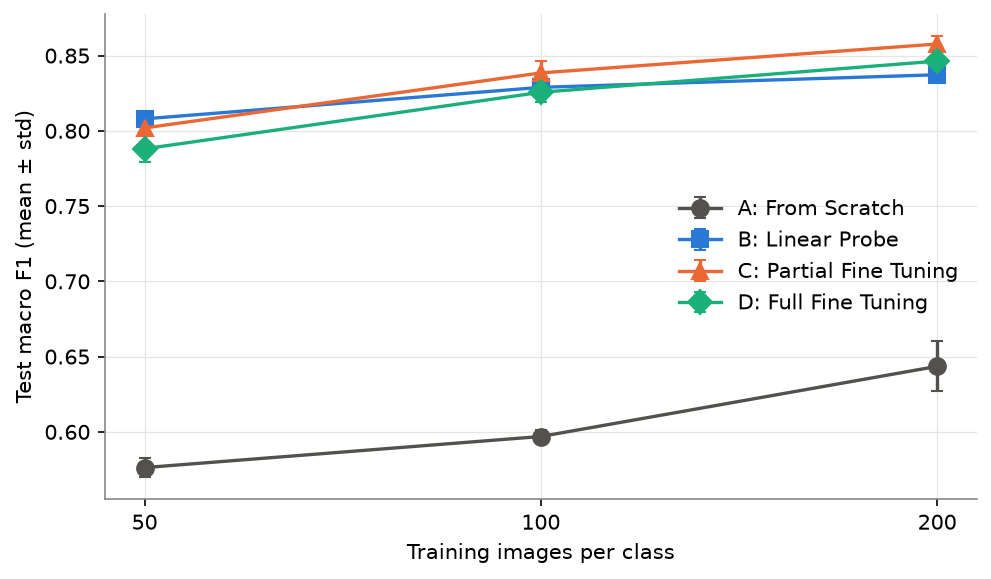 0.85
0.80
0.75
0.70
0.65
0.60
Test macro F1 (mean ± std)
A: From Scratch
B: Linear Probe
C: Partial Fine Tuning
D: Full Fine Tuning
50
100
200
Training images per class